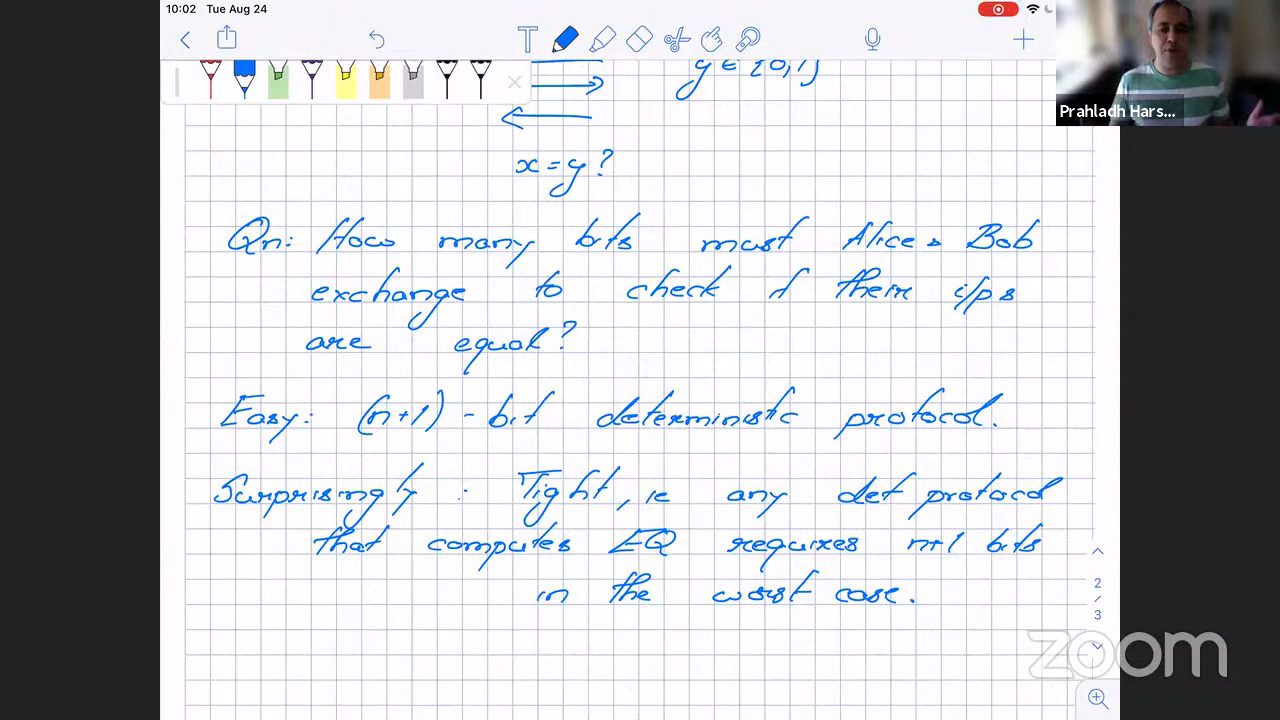 10:02 Tue Aug 24
y ∈ {0,1}
Prahladh Hars...
x = y?
Qn: How many bits must Alice & Bob
exchange to check if their i/ps
are equal?
Easy: (n+1) - bit deterministic protocol.
Surprisingly : Tight, ie any det protocol
that computes EQ requires n+1 bits
in the worst case.
2
/
3
zoom